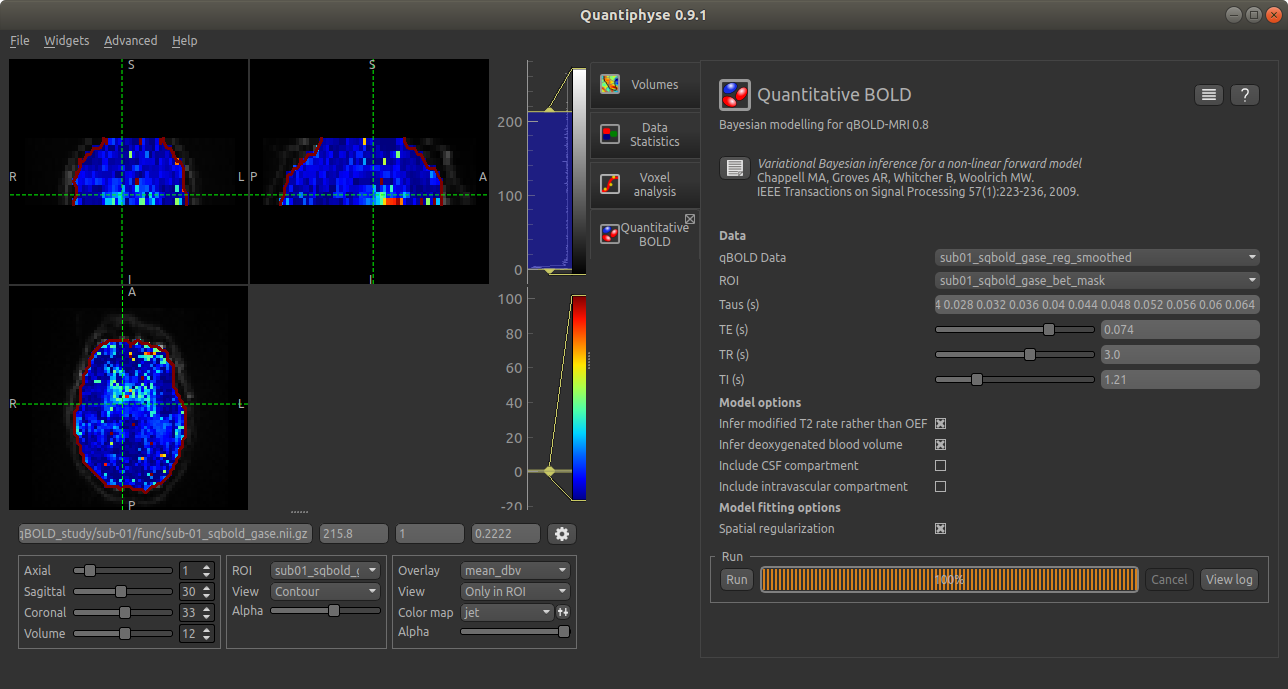 Quantiphyse 0.9.1
File Widgets Advanced Help
S
R
L
I
S
P
A
I
A
R
L
P
200
100
0
100
80
60
40
20
0
-20
Volumes
Data
Statistics
Voxel
analysis
Quantitative
BOLD
Quantitative BOLD
?
Bayesian modelling for qBOLD-MRI 0.8
Variational Bayesian inference for a non-linear forward model
Chappell MA, Groves AR, Whitcher B, Woolrich MW.
IEEE Transactions on Signal Processing 57(1):223-236, 2009.
Data
qBOLD Data sub01_sqbold_gase_reg_smoothed
ROI sub01_sqbold_gase_bet_mask
Taus (s) 4 0.028 0.032 0.036 0.04 0.044 0.048 0.052 0.056 0.06 0.064
TE (s) 0.074
TR (s) 3.0
TI (s) 1.21
Model options
Infer modified T2 rate rather than OEF
Infer deoxygenated blood volume
Include CSF compartment
Include intravascular compartment
Model fitting options
Spatial regularization
Run
Run 100% Cancel View log
qBOLD_study/sub-01/func/sub-01_sqbold_gase.nii.gz 215.8 1 0.2222
Axial 1
Sagittal 30
Coronal 33
Volume 12
ROI sub01_sqbold_g
View Contour
Alpha
Overlay mean_dbv
View Only in ROI
Color map jet
Alpha